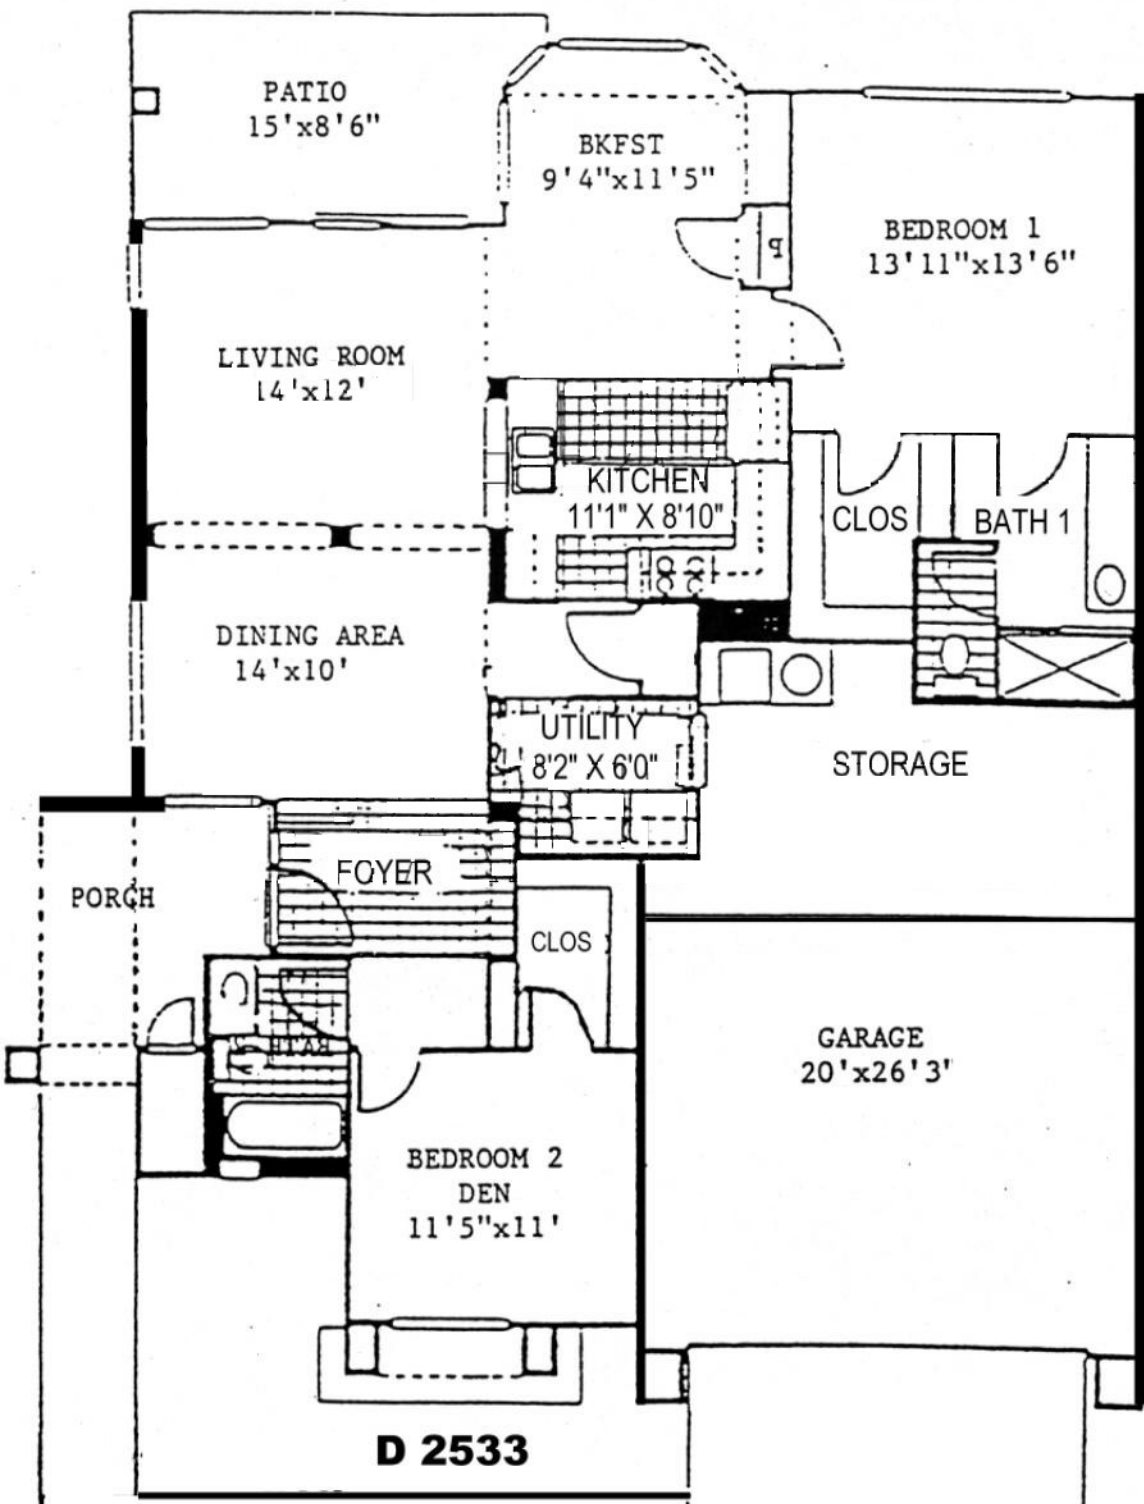 PATIO
15'x8'6"
BKFST
9'4"x11'5"
BEDROOM 1
13'11"x13'6"
LIVING ROOM
14'x12'
KITCHEN
11'1" X 8'10"
CLOS
BATH 1
DINING AREA
14'x10'
UTILITY
8'2" X 6'0"
STORAGE
FOYER
PORCH
CLOS
BATH 2
GARAGE
20'x26'3"
BEDROOM 2
DEN
11'5"x11'
D 2533